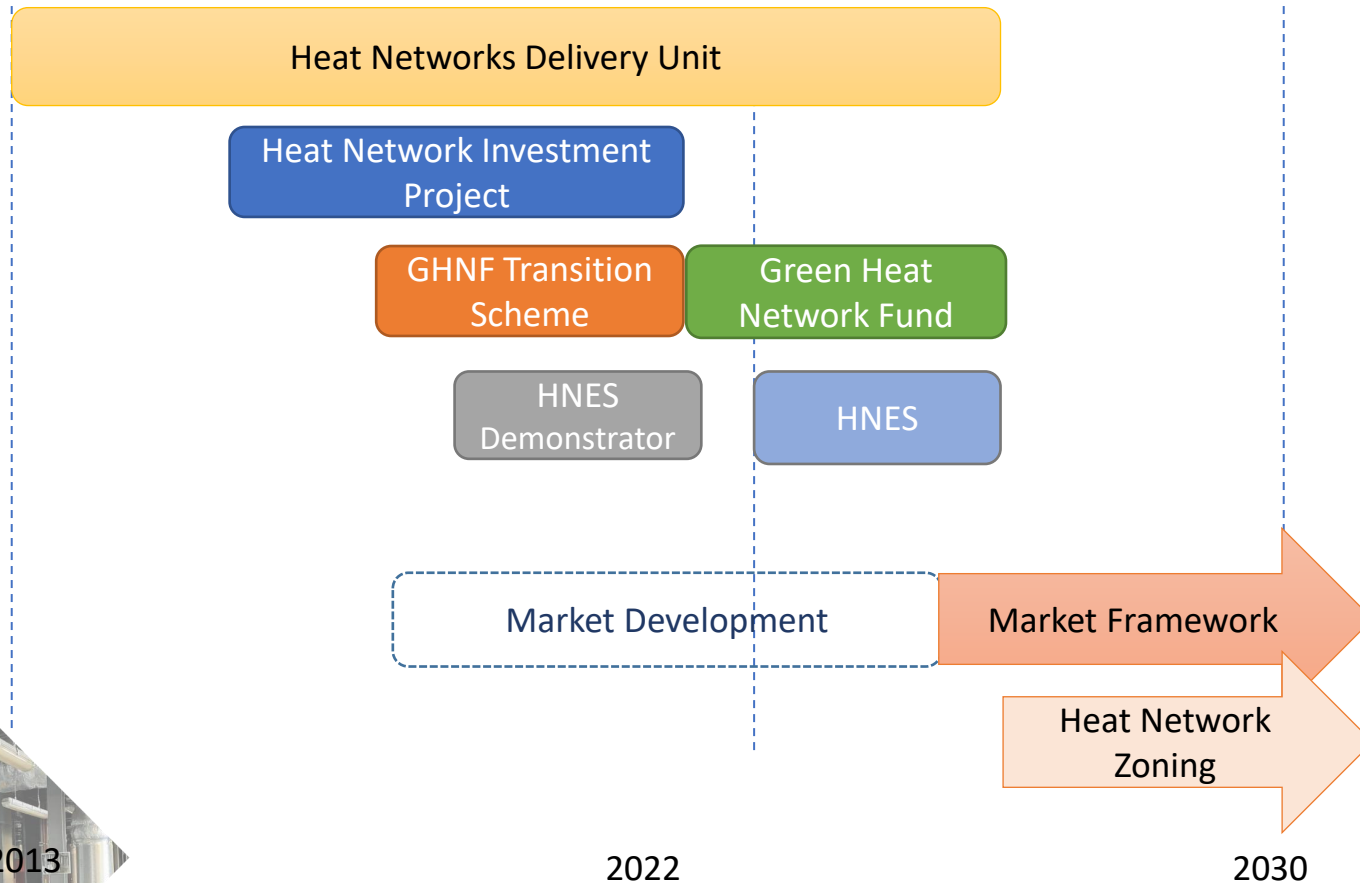 Heat Networks Delivery Unit
Heat Network Investment
Project
GHNF Transition
Scheme
Green Heat
Network Fund
HNES
Demonstrator
HNES
Market Development
Market Framework
Heat Network
Zoning
2013
2022
2030